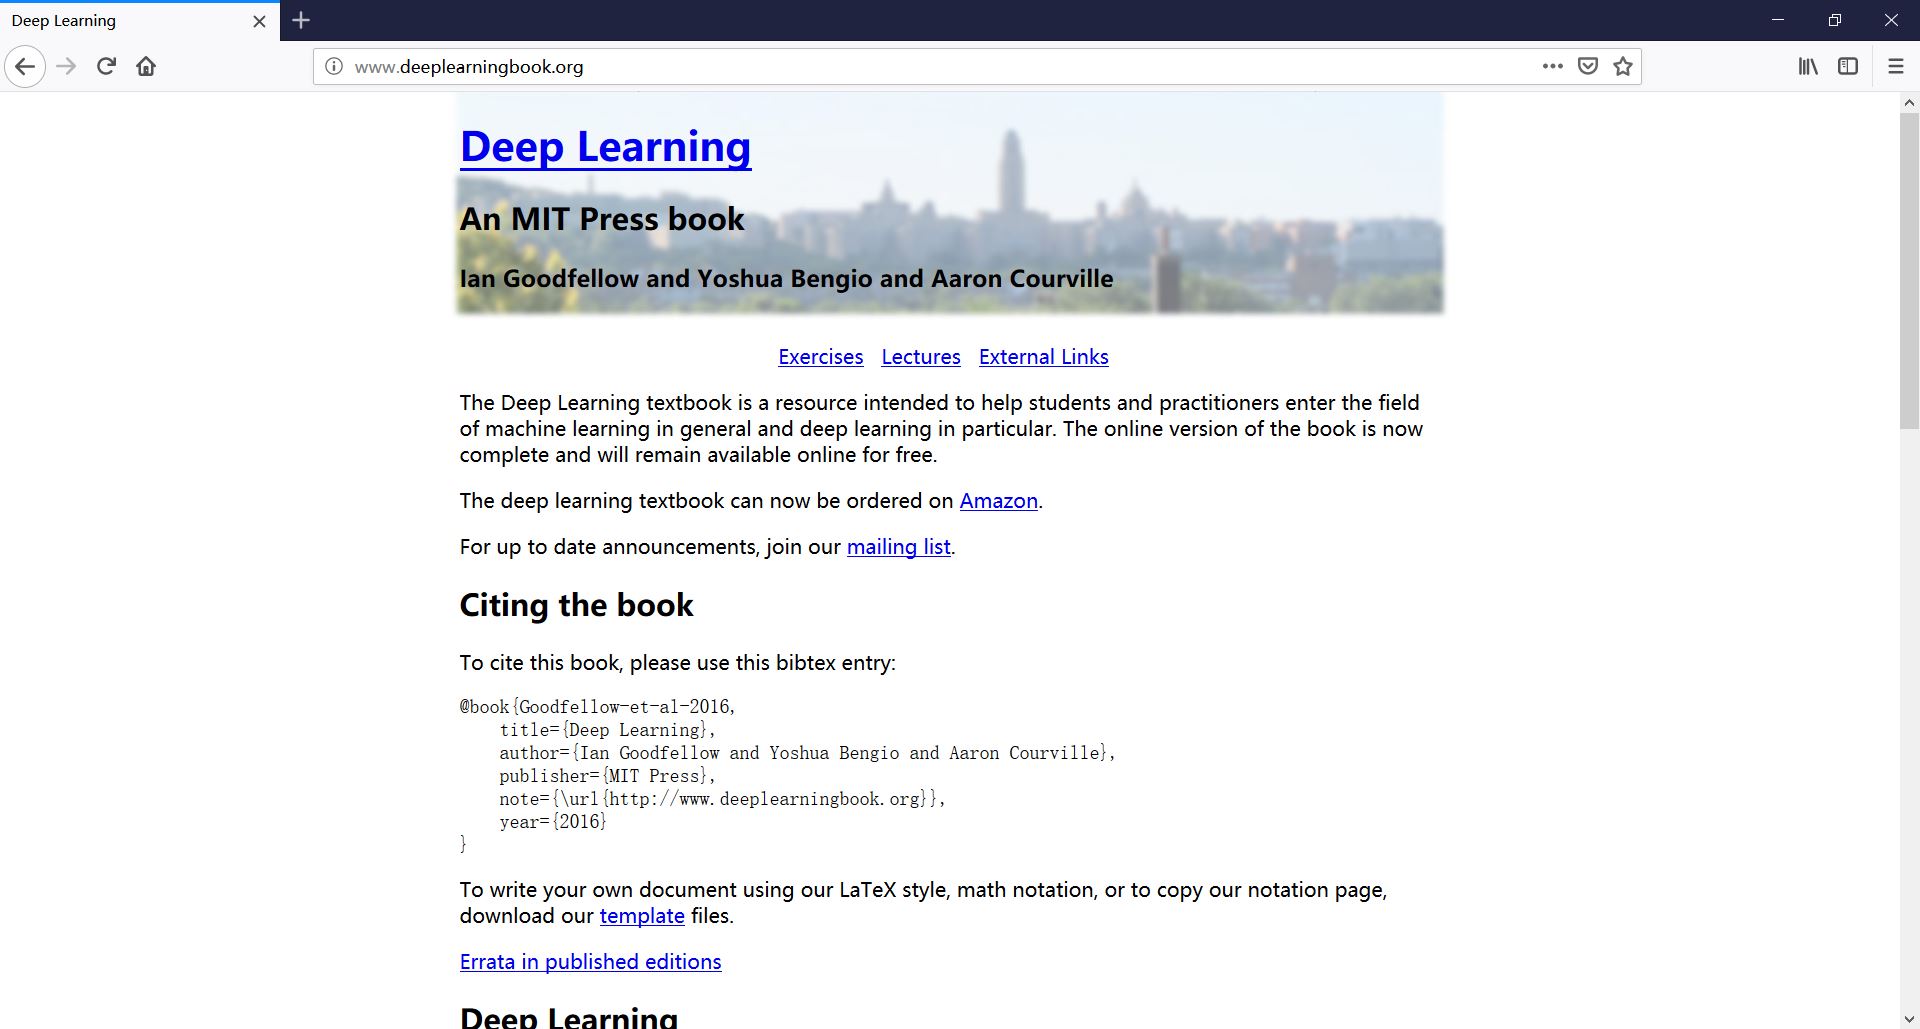 Deep Learning
www.deeplearningbook.org
Deep Learning
An MIT Press book
Ian Goodfellow and Yoshua Bengio and Aaron Courville
Exercises Lectures External Links
The Deep Learning textbook is a resource intended to help students and practitioners enter the field
of machine learning in general and deep learning in particular. The online version of the book is now
complete and will remain available online for free.
The deep learning textbook can now be ordered on Amazon.
For up to date announcements, join our mailing list.
Citing the book
To cite this book, please use this bibtex entry:
@book{Goodfellow-et-al-2016,
    title={Deep Learning},
    author={Ian Goodfellow and Yoshua Bengio and Aaron Courville},
    publisher={MIT Press},
    note={\url{http://www.deeplearningbook.org}},
    year={2016}
}
To write your own document using our LaTeX style, math notation, or to copy our notation page,
download our template files.
Errata in published editions
Deep Learning